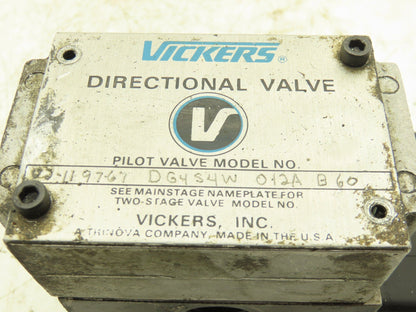 VICKERS®
DIRECTIONAL VALVE
V
PILOT VALVE MODEL NO.
02-119767 DG4S4W 012A B 60
SEE MAINSTAGE NAMEPLATE FOR
TWO-STAGE VALVE MODEL NO.
VICKERS, INC.
A TRINOVA COMPANY, MADE IN THE U.S.A